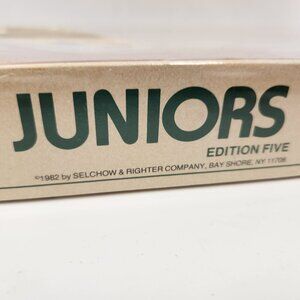 JUNIORS
EDITION FIVE
©1982 by SELCHOW & RIGHTER COMPANY, BAY SHORE, NY 11706